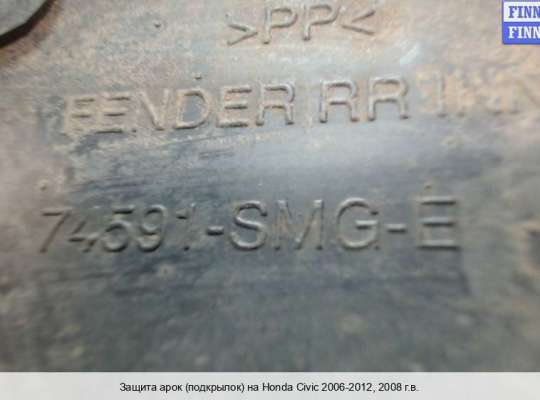 >PP<
FINN
FINN
FENDER RR
74591-SMG-E
Защита арок (подкрылок) на Honda Civic 2006-2012, 2008 г.в.